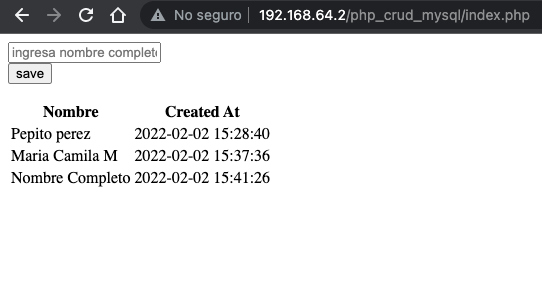 No seguro 192.168.64.2/php_crud_mysql/index.php
ingresa nombre complet
save
Nombre Created At
Pepito perez 2022-02-02 15:28:40
Maria Camila M 2022-02-02 15:37:36
Nombre Completo 2022-02-02 15:41:26